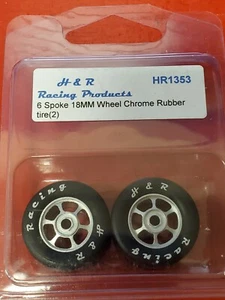 H & R HR1353
Racing Products
6 Spoke 18MM Wheel Chrome Rubber
tire(2)
Racing
H & R
H & R
Racing